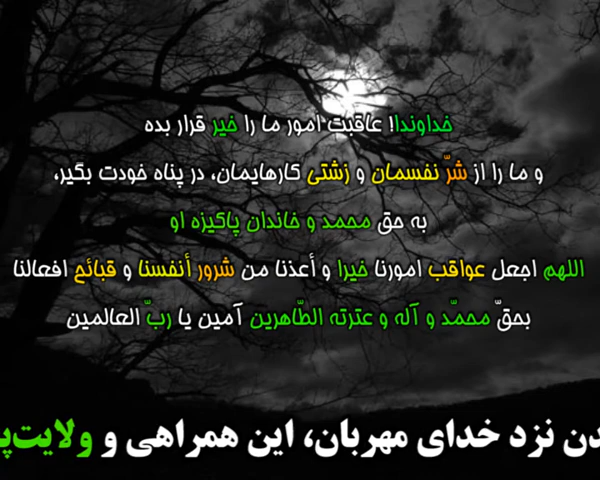 خداوندا! عاقبت امور ما را خیر قرار بده
و ما را از شرّ نفسمان و زشتی کارهایمان، در پناه خودت بگیر،
به حق محمد و خاندان پاکیزه او
اللهم اجعل عواقب امورنا خیرا و أعذنا من شرور أنفسنا و قبائح افعالنا
بحقّ محمّد و آله و عترته الطّاهرین آمین یا ربّ العالمین
نزد خدای مهربان، این همراهی و